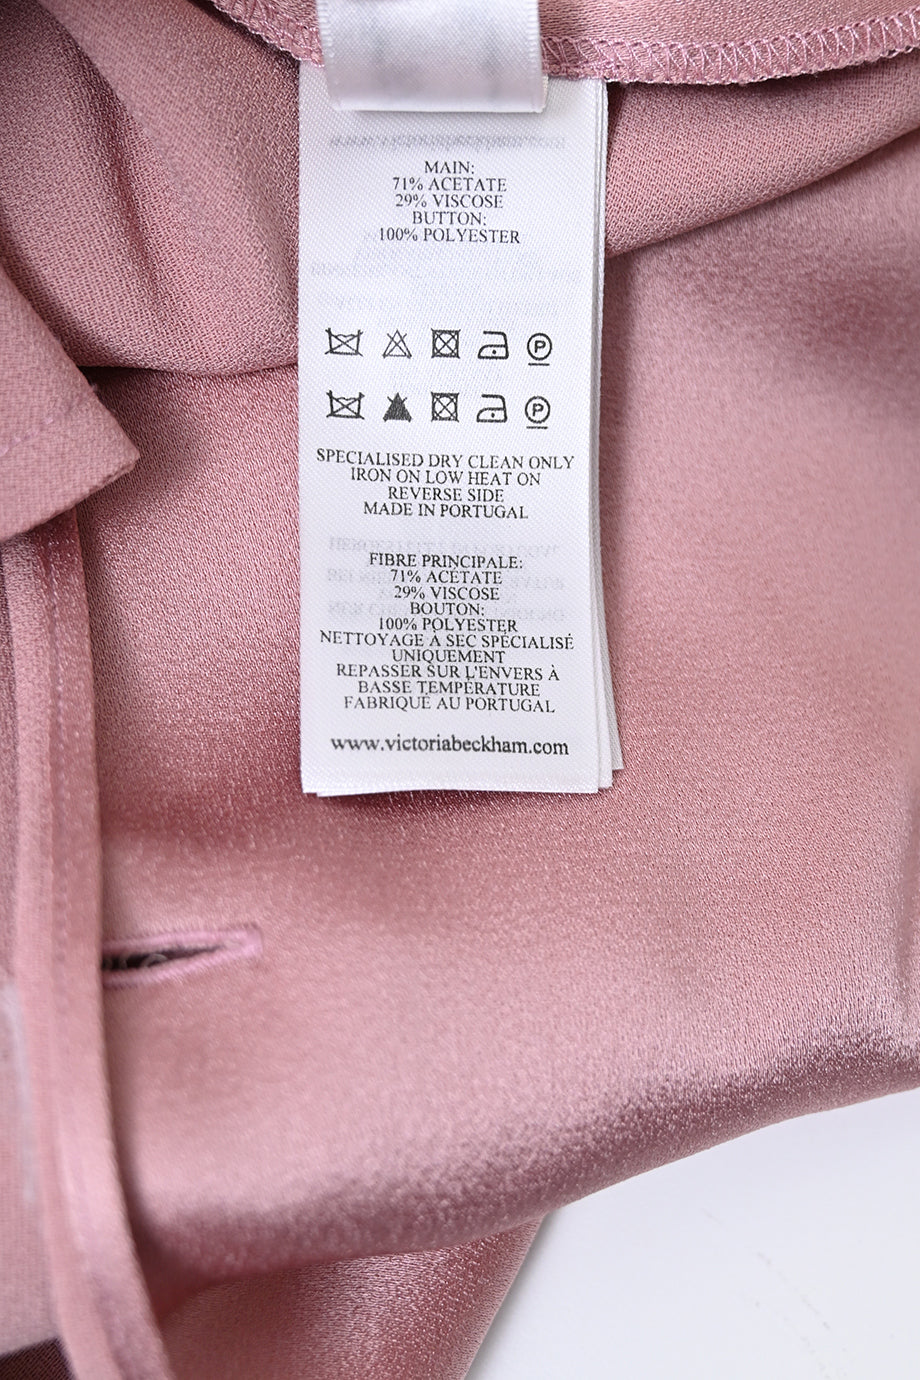 MAIN:
71% ACETATE
29% VISCOSE
BUTTON:
100% POLYESTER
P
P
SPECIALISED DRY CLEAN ONLY
IRON ON LOW HEAT ON
REVERSE SIDE
MADE IN PORTUGAL
FIBRE PRINCIPALE:
71% ACÉTATE
29% VISCOSE
BOUTON:
100% POLYESTER
NETTOYAGE À SEC SPÉCIALISÉ
UNIQUEMENT
REPASSER SUR L'ENVERS À
BASSE TEMPÉRATURE
FABRIQUÉ AU PORTUGAL
www.victoriabeckham.com